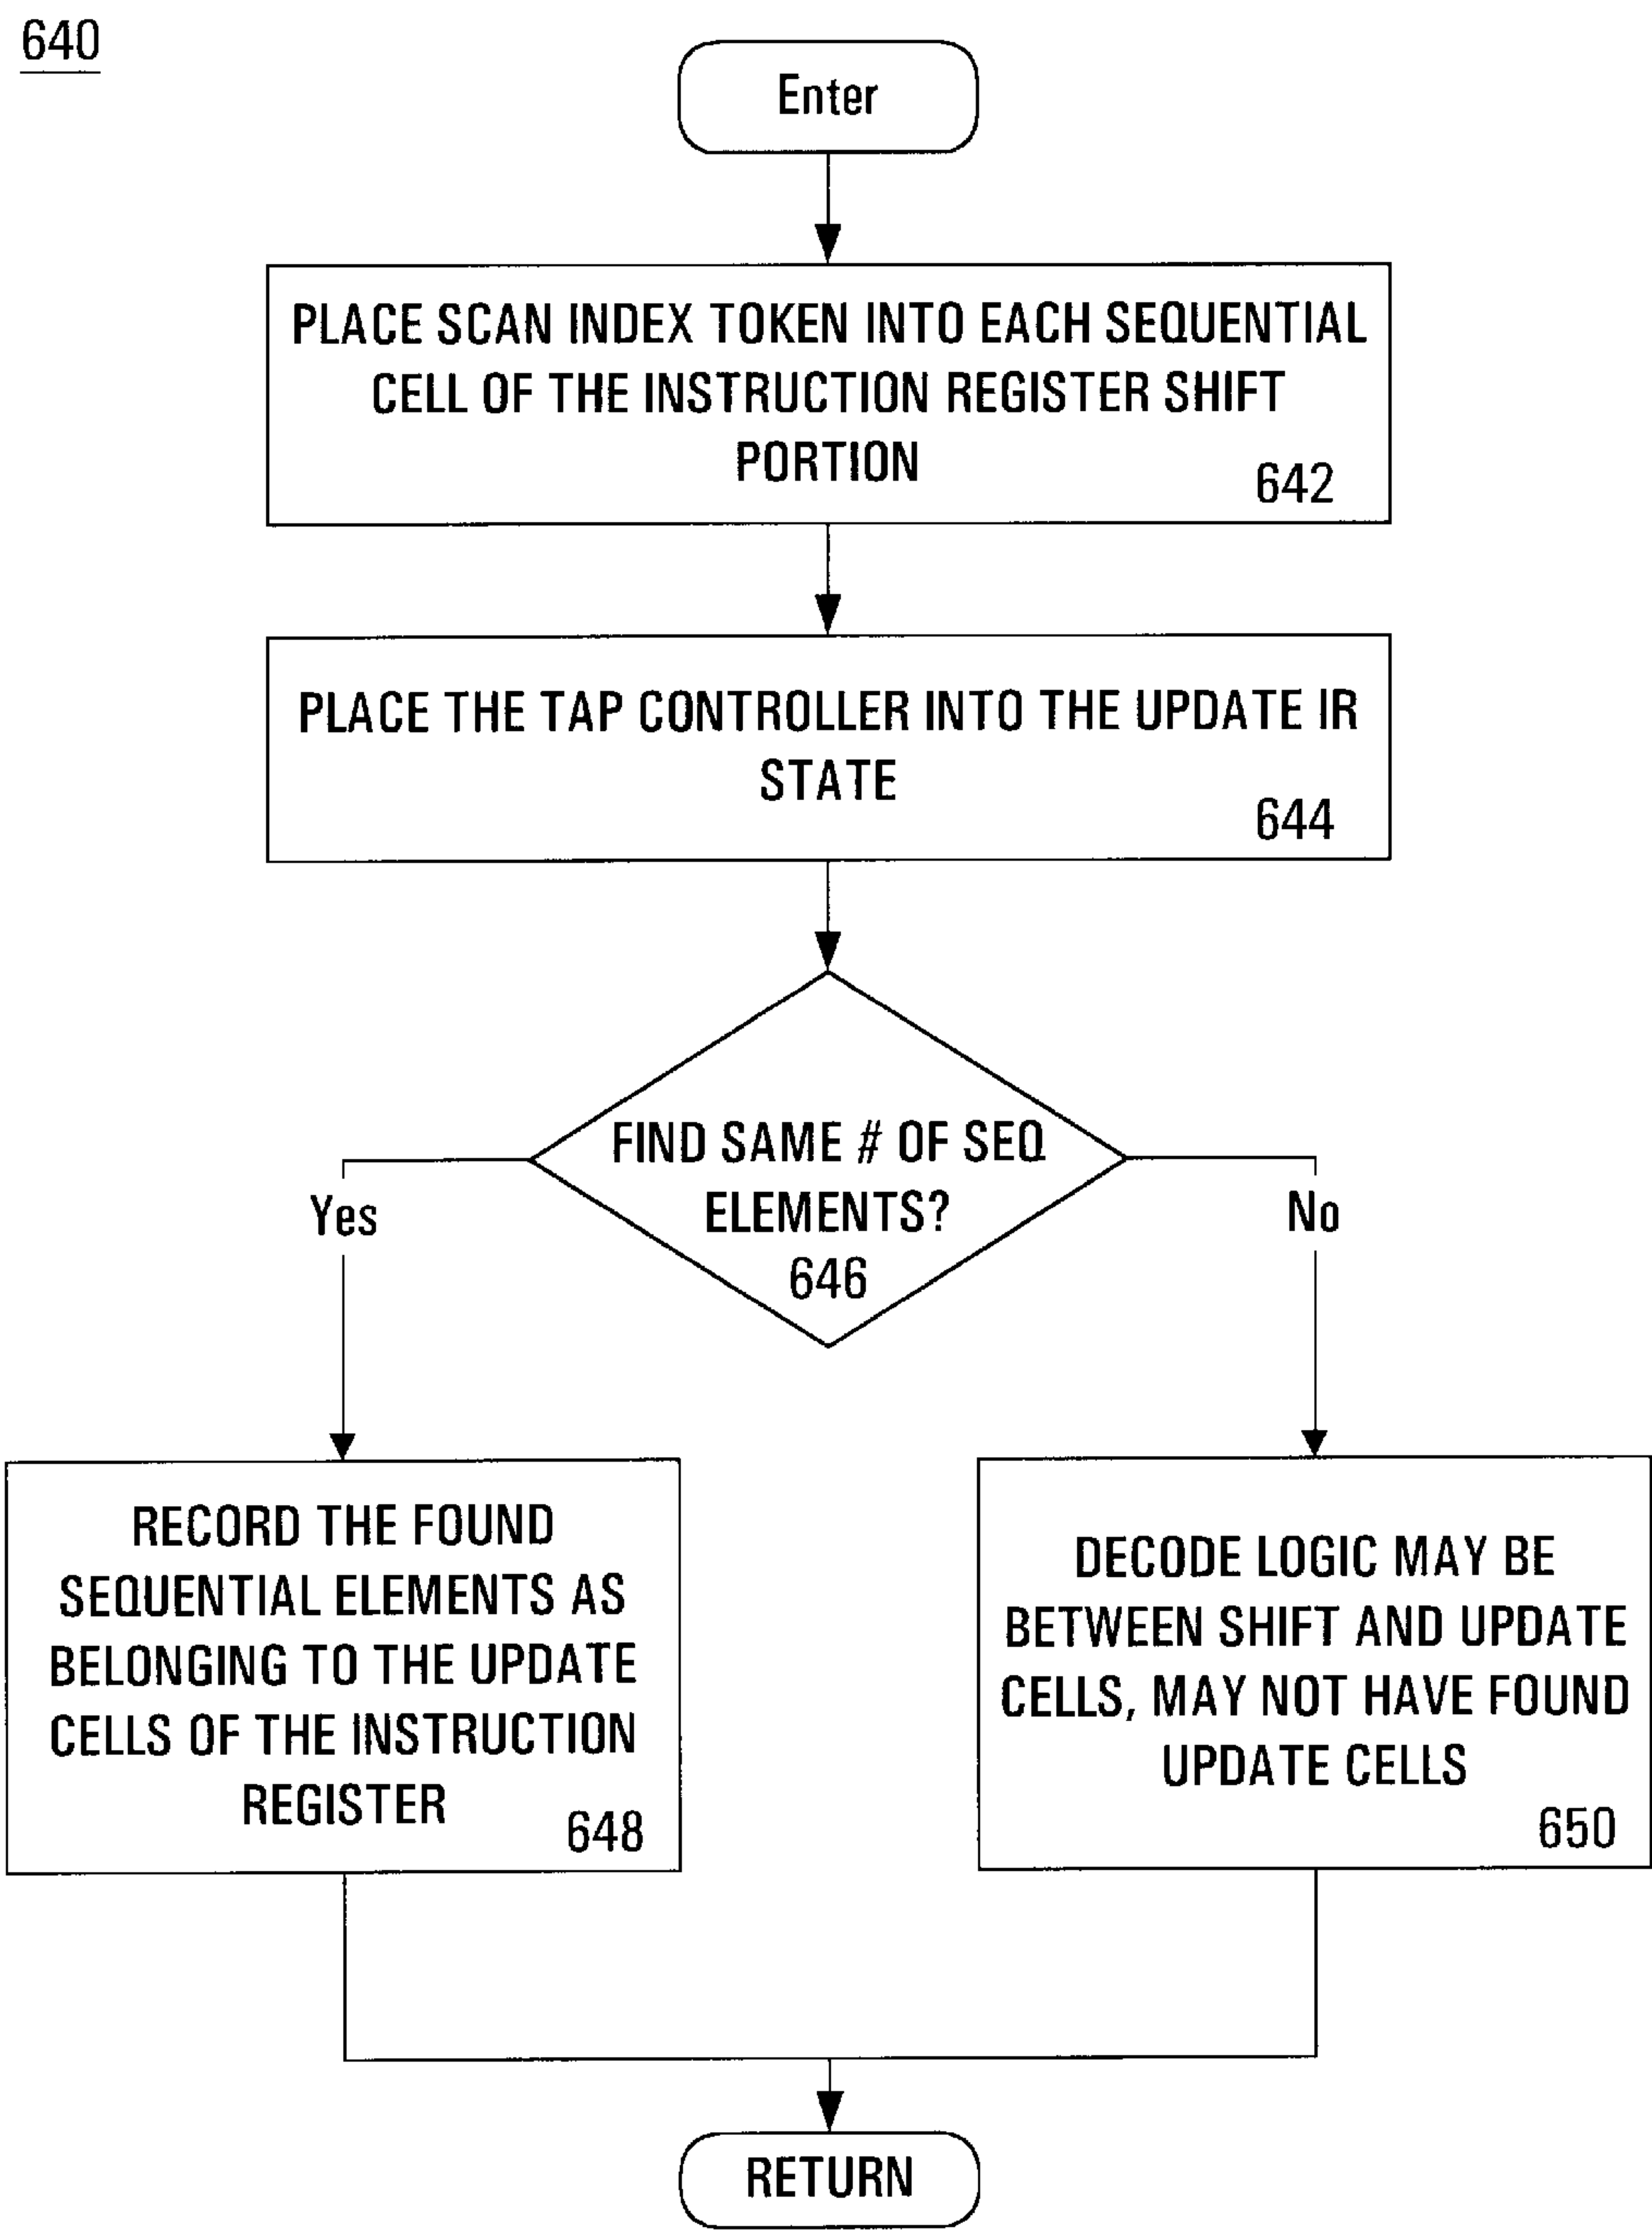 640
Enter
PLACE SCAN INDEX TOKEN INTO EACH SEQUENTIAL
CELL OF THE INSTRUCTION REGISTER SHIFT
PORTION
642
PLACE THE TAP CONTROLLER INTO THE UPDATE IR
STATE
644
FIND SAME # OF SEQ
ELEMENTS?
646
Yes
No
RECORD THE FOUND
SEQUENTIAL ELEMENTS AS
BELONGING TO THE UPDATE
CELLS OF THE INSTRUCTION
REGISTER
648
DECODE LOGIC MAY BE
BETWEEN SHIFT AND UPDATE
CELLS, MAY NOT HAVE FOUND
UPDATE CELLS
650
RETURN